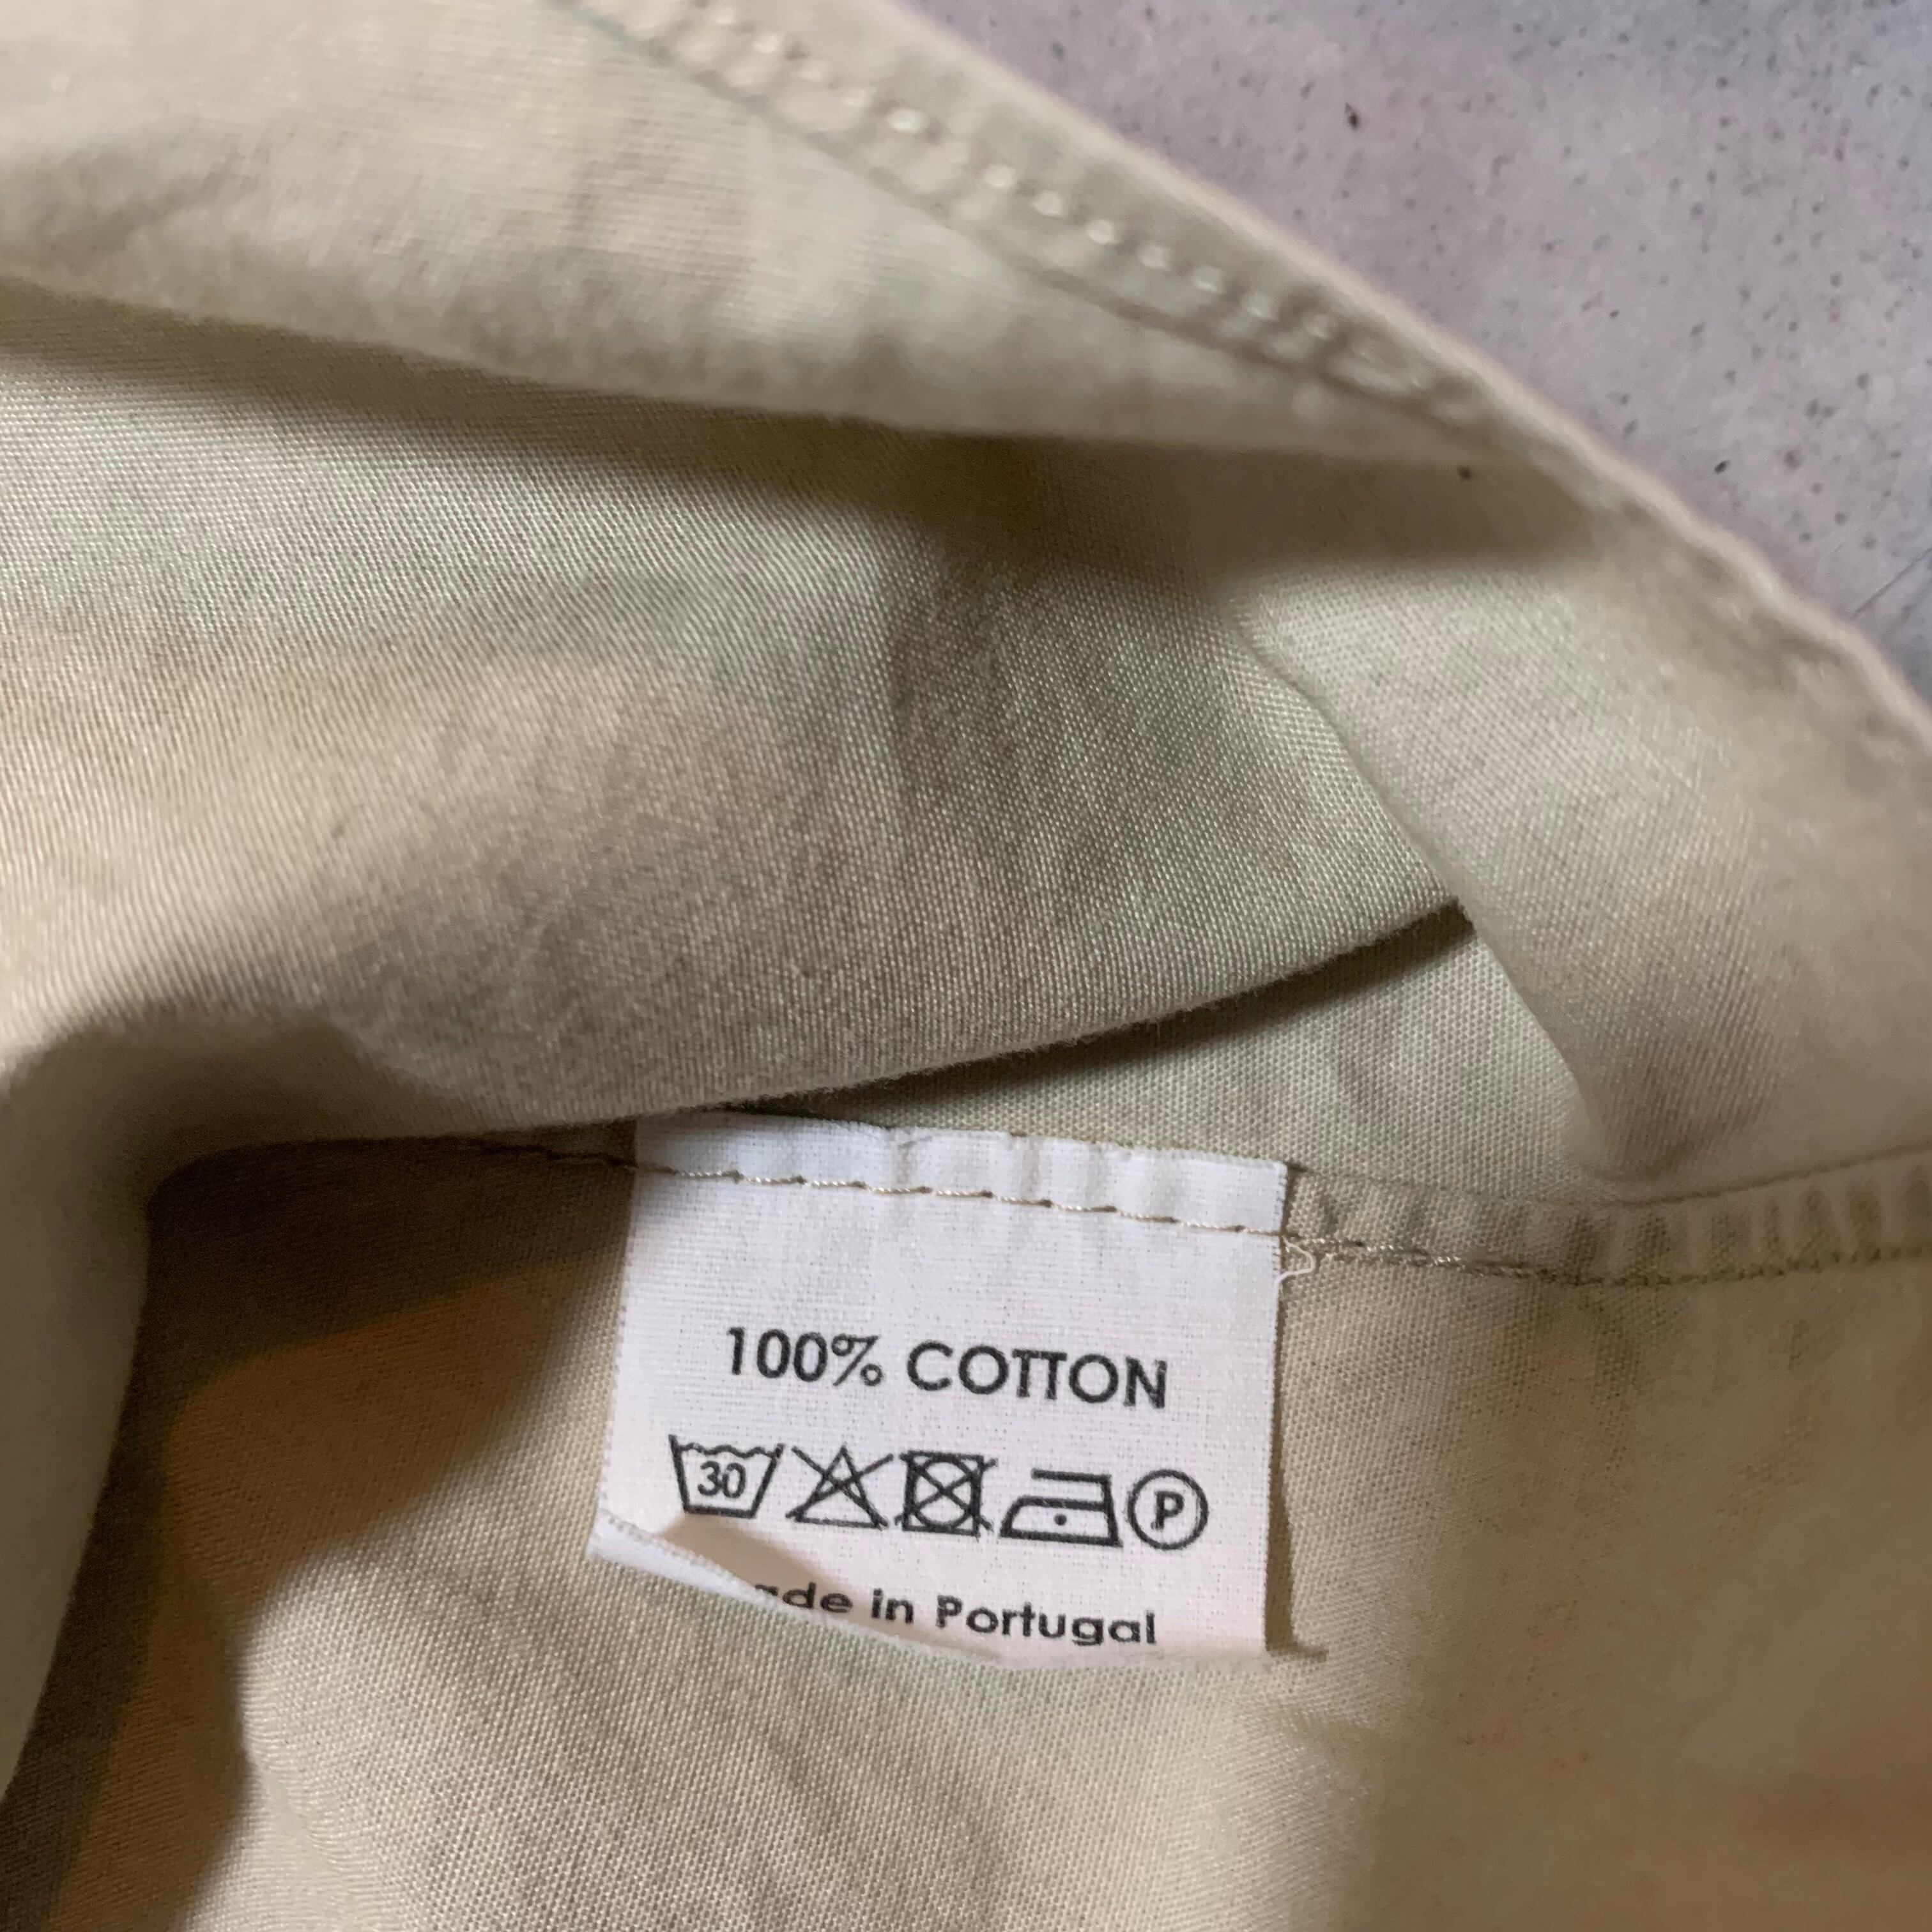 100% COTTON
30 P
ade in Portugal